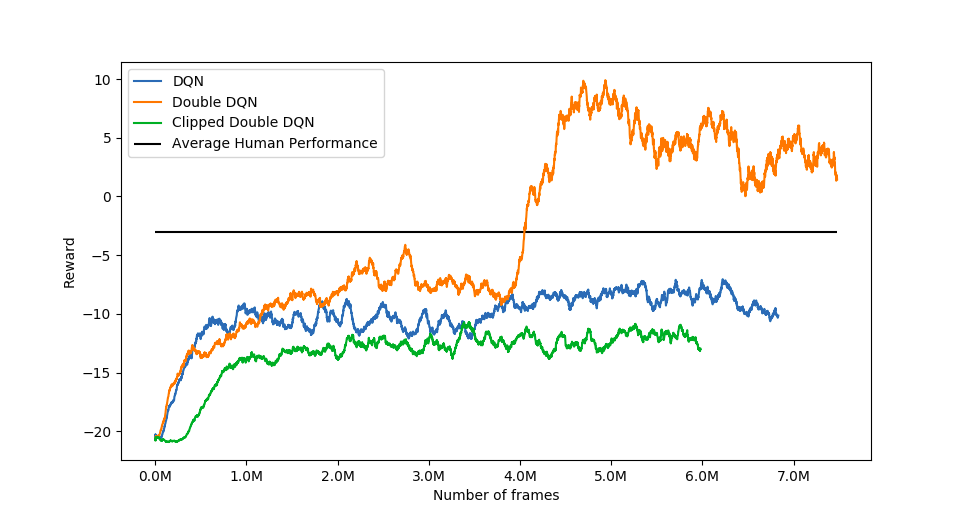 DQN
Double DQN
Clipped Double DQN
Average Human Performance
10
5
0
−5
−10
−15
−20
Reward
0.0M 1.0M 2.0M 3.0M 4.0M 5.0M 6.0M 7.0M
Number of frames